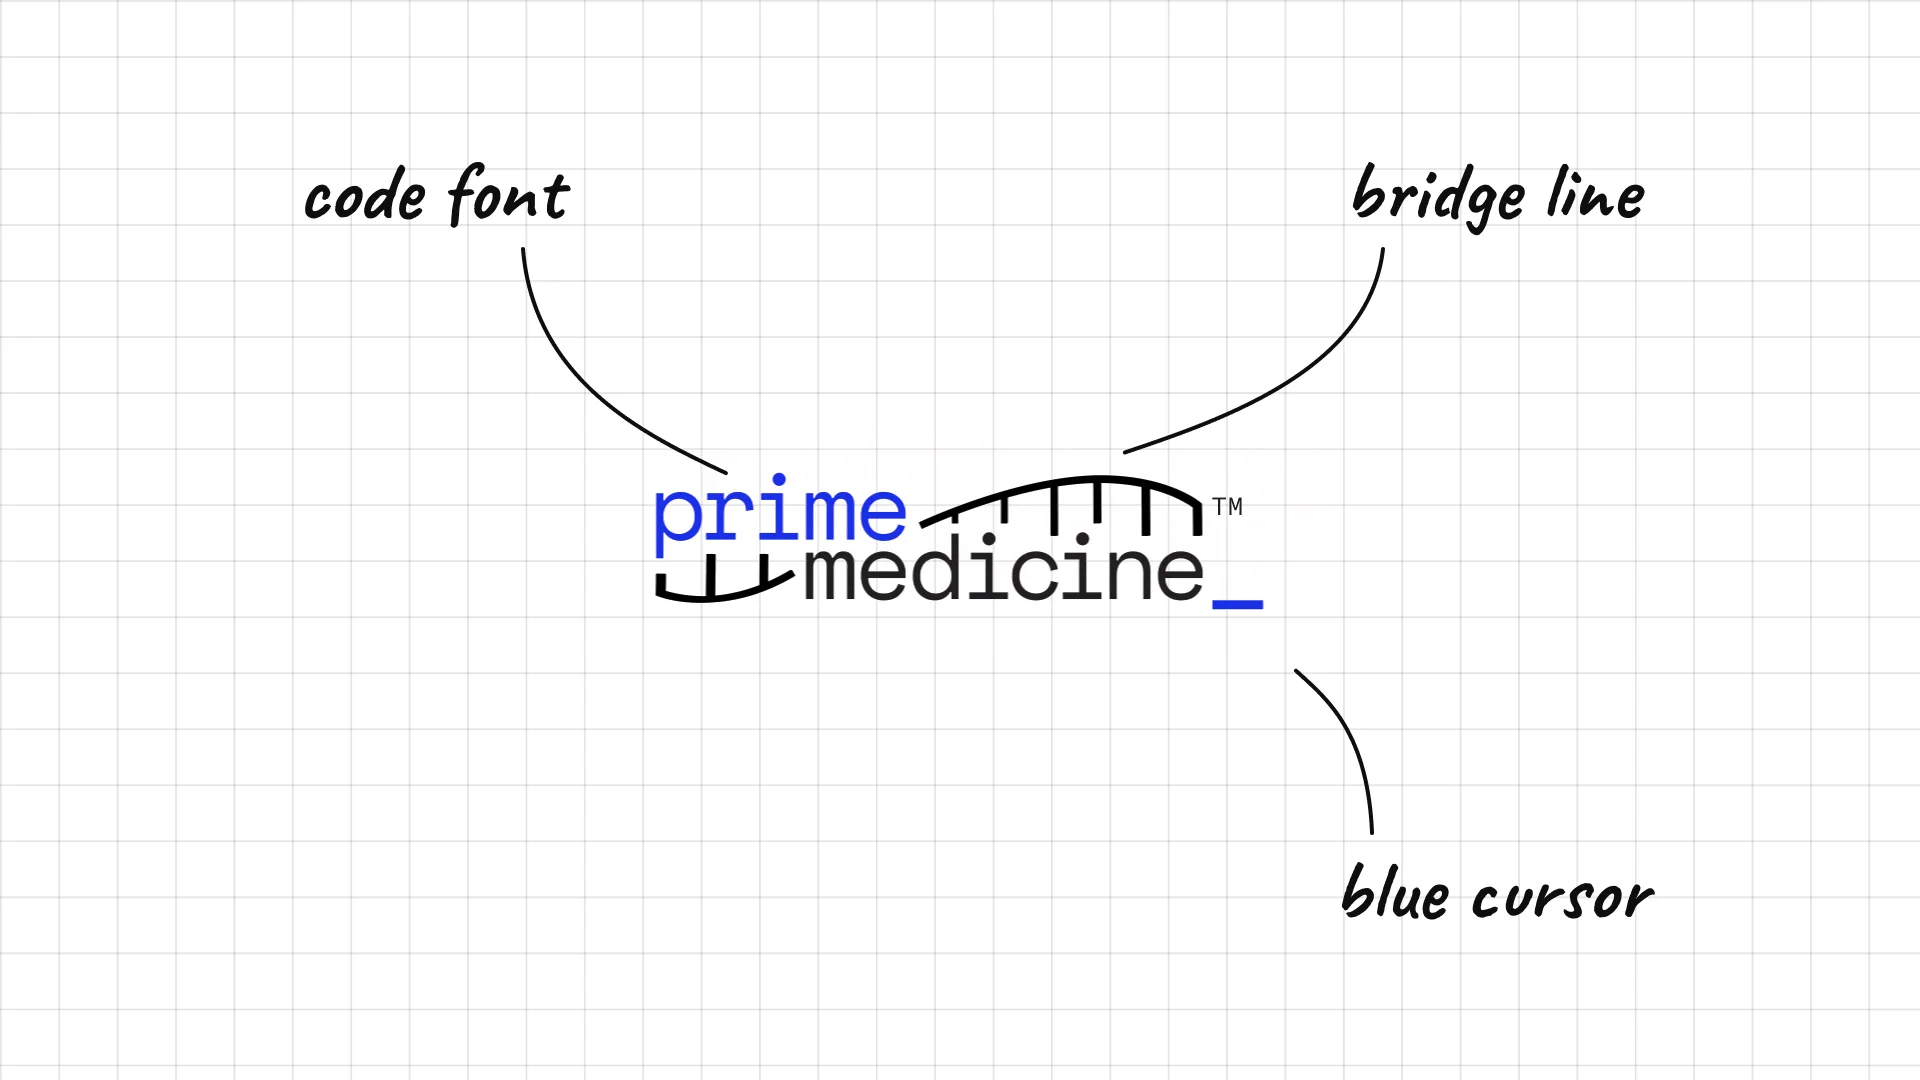 code font
bridge line
prime
medicine_
TM
blue cursor